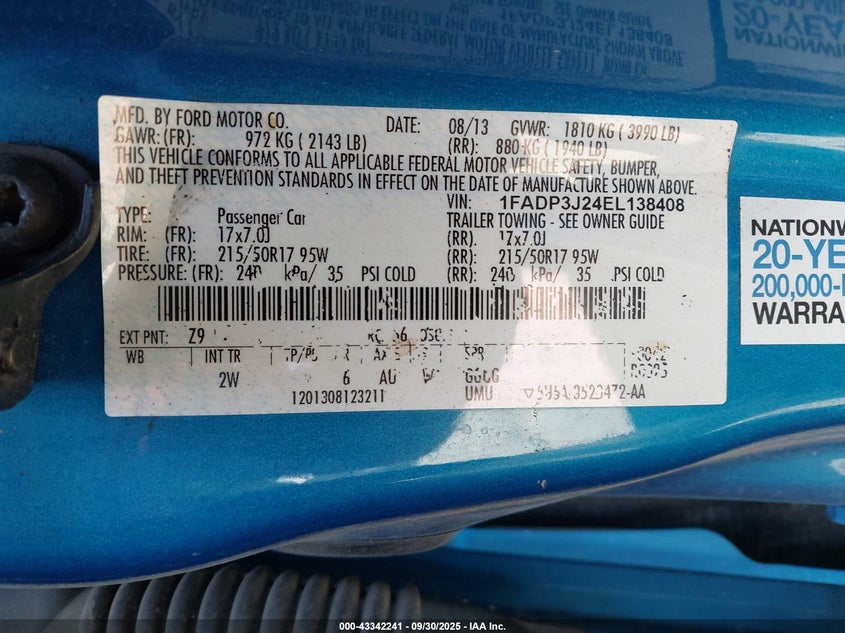 MFD. BY FORD MOTOR CO. DATE: 08/13 GVWR: 1810 KG ( 3990 LB)
GAWR: (FR): 972 KG ( 2143 LB) (RR): 880 KG ( 1940 LB)
THIS VEHICLE CONFORMS TO ALL APPLICABLE FEDERAL MOTOR VEHICLE SAFETY, BUMPER,
AND THEFT PREVENTION STANDARDS IN EFFECT ON THE DATE OF MANUFACTURE SHOWN ABOVE.
VIN: 1FADP3J24EL138408
TYPE: Passenger Car TRAILER TOWING - SEE OWNER GUIDE
RIM: (FR): 17x7.0J (RR): 17x7.0J
TIRE: (FR): 215/50R17 95W (RR): 215/50R17 95W
PRESSURE: (FR): 240 kPa/ 35 PSI COLD (RR): 240 kPa/ 35 PSI COLD
EXT PNT: Z9
WB INT TR SPR
2W 6 AU
1201308123211 UMU
NATIONW
20-YE
200,000-
WARRA
000-43342241 - 09/30/2025 - IAA Inc.